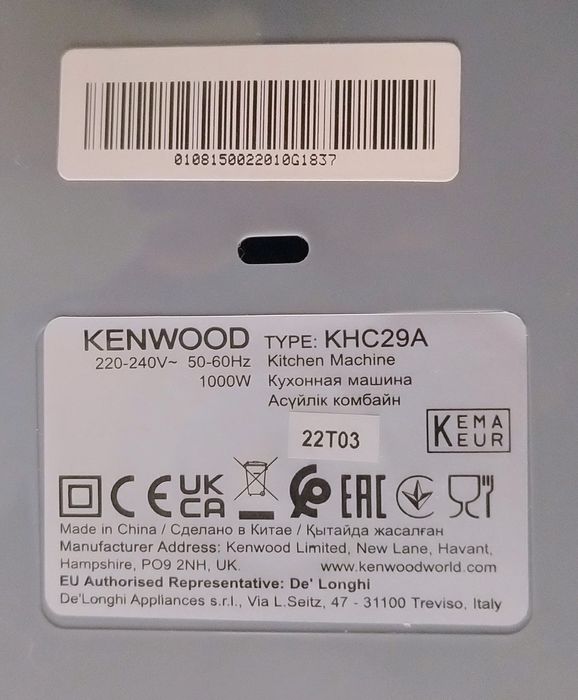 0108150022010G1837
KENWOOD TYPE: KHC29A
220-240V~ 50-60Hz Kitchen Machine
1000W Кухонная машина
Асүйлік комбайн
22T03
KEMA
EUR
CE UK
CA EAC
Made in China / Сделано в Китае / Қытайда жасалған
Manufacturer Address: Kenwood Limited, New Lane, Havant,
Hampshire, PO9 2NH, UK. www.kenwoodworld.com
EU Authorised Representative: De' Longhi
De'Longhi Appliances s.r.l., Via L.Seitz, 47 - 31100 Treviso, Italy